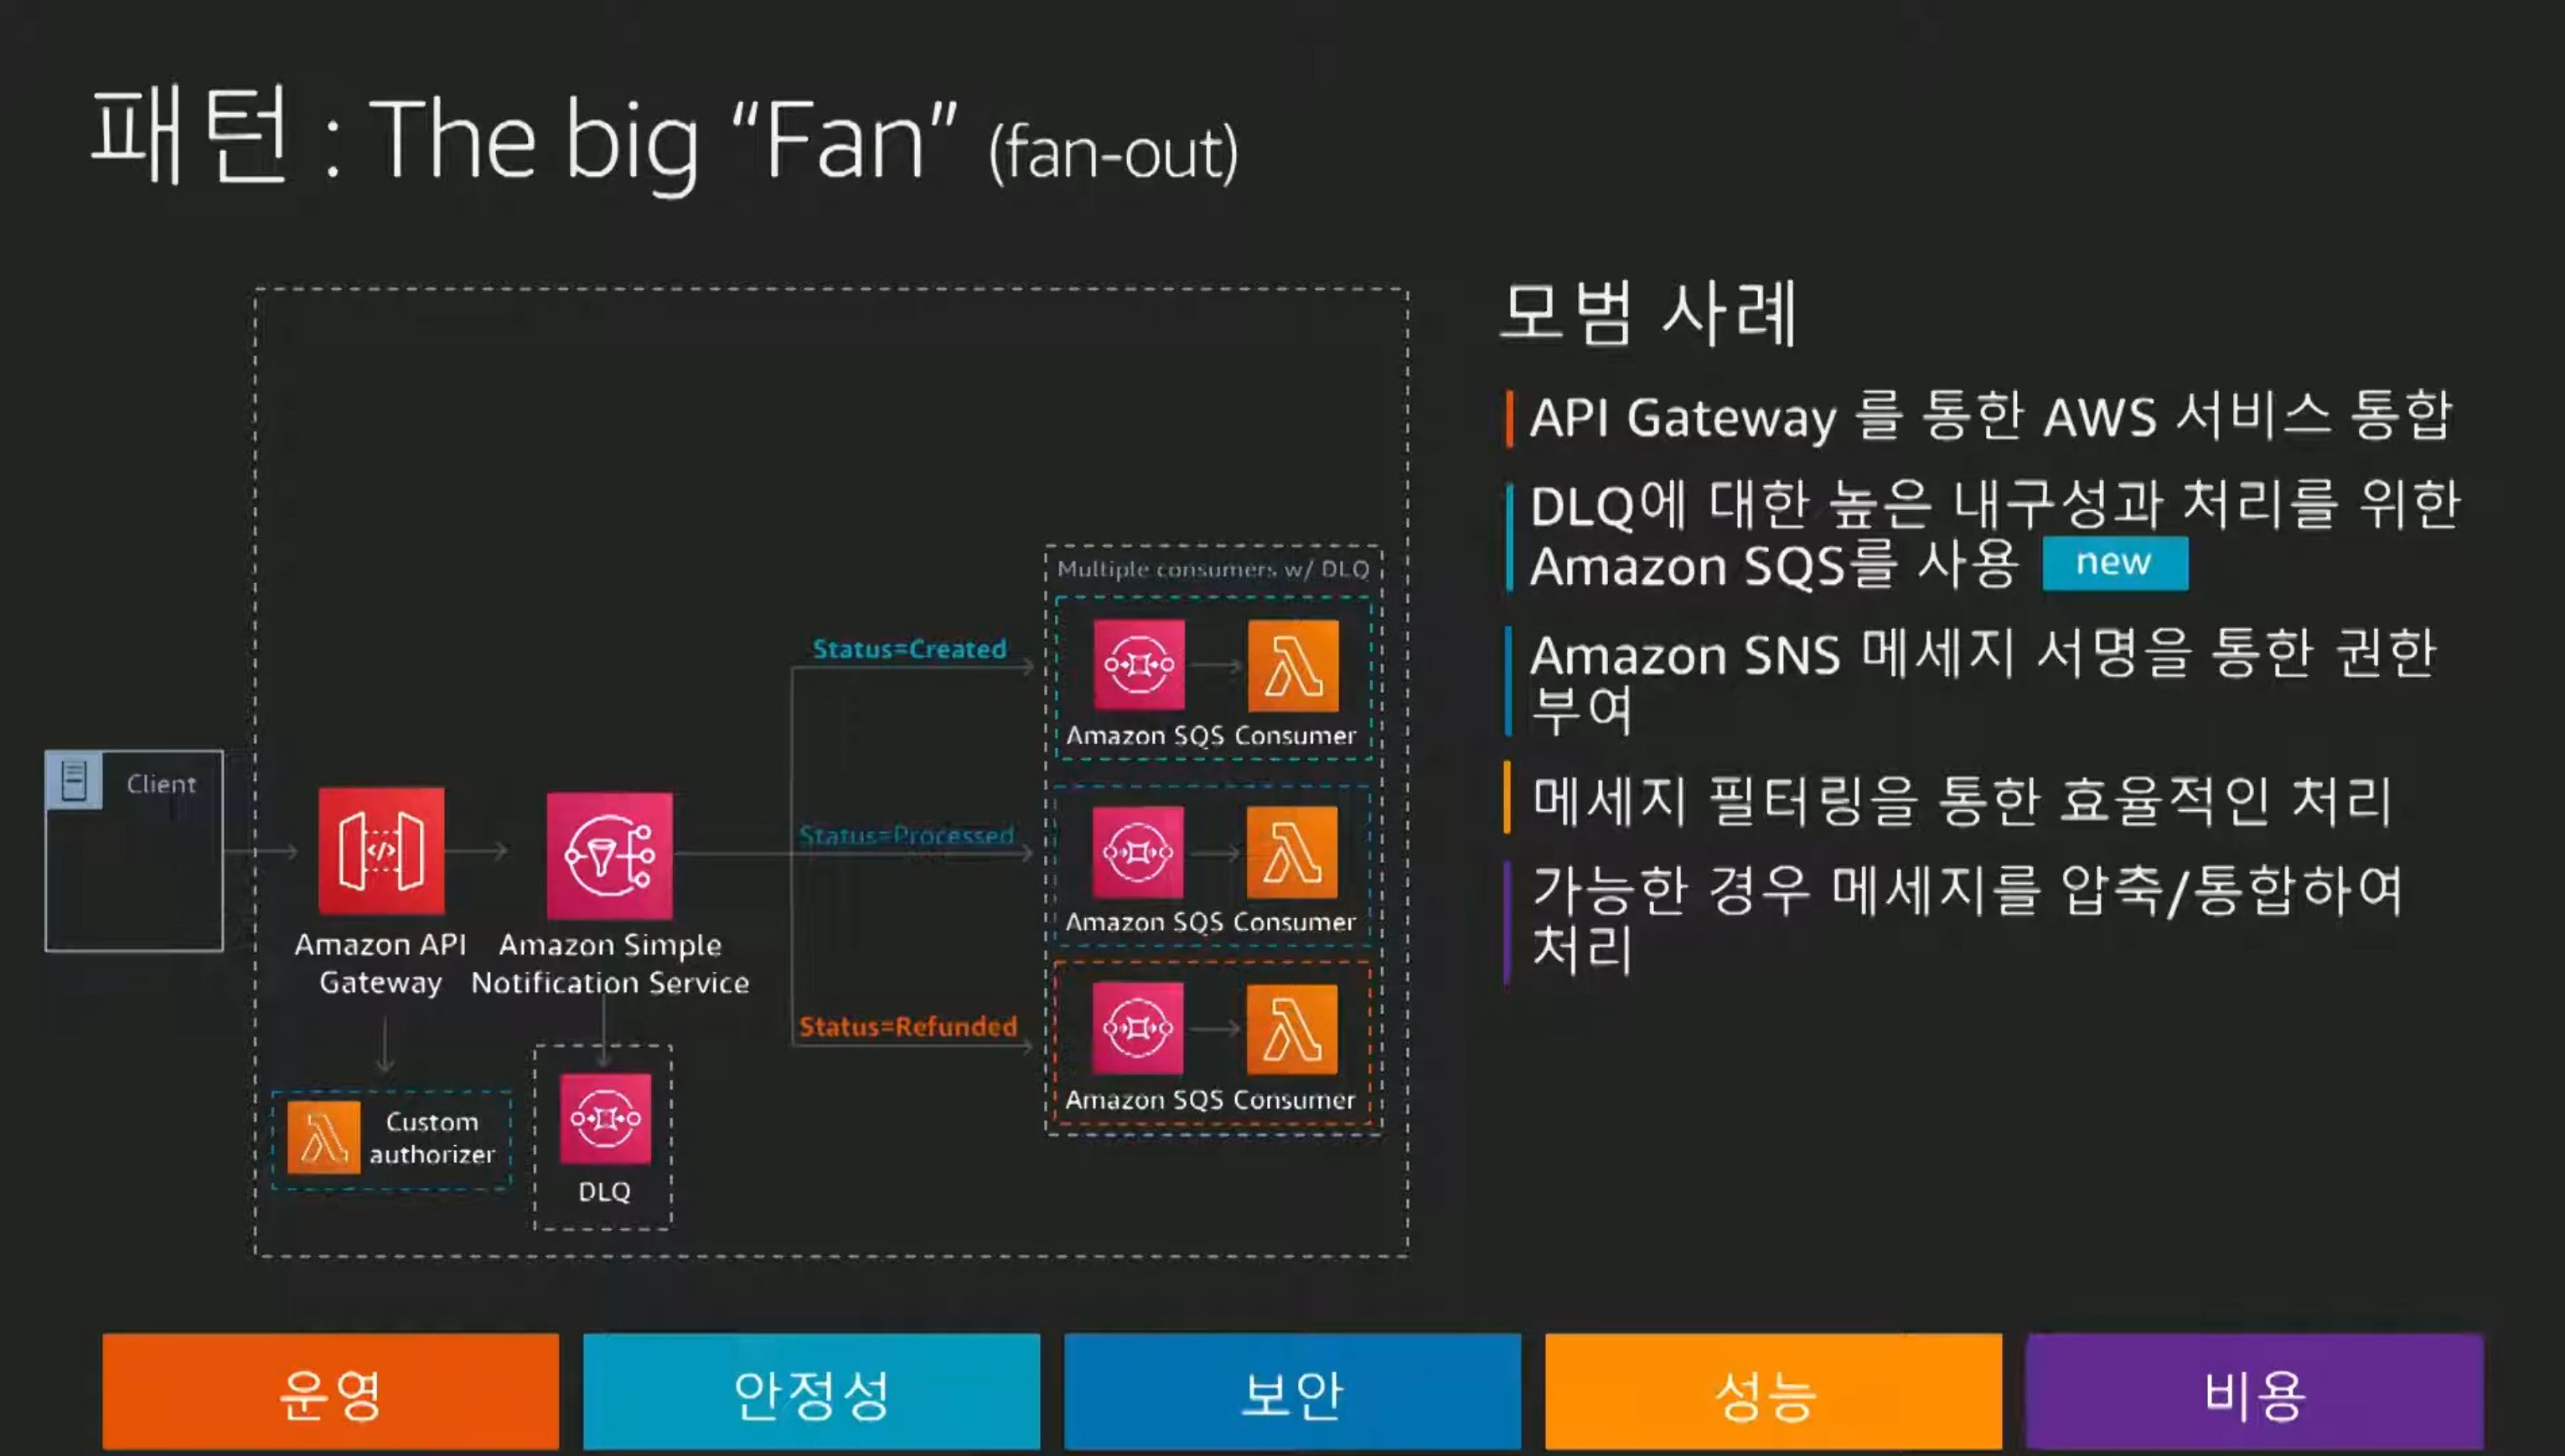 패턴 : The big “Fan” (fan-out)
Client
Amazon API
Gateway
Amazon Simple
Notification Service
Custom
authorizer
DLQ
Status=Created
Status=Processed
Status=Refunded
Multiple consumers w/ DLQ
Amazon SQS Consumer
Amazon SQS Consumer
Amazon SQS Consumer
모범 사례
API Gateway 를 통한 AWS 서비스 통합
DLQ에 대한 높은 내구성과 처리를 위한
Amazon SQS를 사용 new
Amazon SNS 메세지 서명을 통한 권한
부여
메세지 필터링을 통한 효율적인 처리
가능한 경우 메세지를 압축/통합하여
처리
운영
안정성
보안
성능
비용